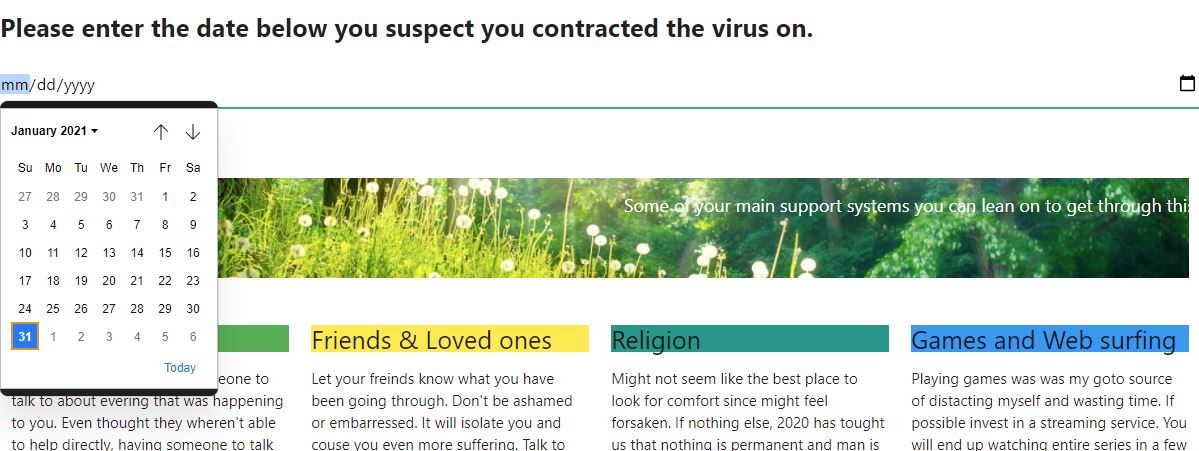 Please enter the date below you suspect you contracted the virus on.
mm/dd/yyyy
January 2021
Su Mo Tu We Th Fr Sa
27 28 29 30 31 1 2
3 4 5 6 7 8 9
10 11 12 13 14 15 16
17 18 19 20 21 22 23
24 25 26 27 28 29 30
31 1 2 3 4 5 6
Today
Some of your main support systems you can lean on to get through this
eone to
talk to about evering that was happening
to you. Even thought they wheren't able
to help directly, having someone to talk
Friends & Loved ones
Let your freinds know what you have
been going through. Don't be ashamed
or embarressed. It will isolate you and
couse you even more suffering. Talk to
Religion
Might not seem like the best place to
look for comfort since might feel
forsaken. If nothing else, 2020 has tought
us that nothing is permanent and man is
Games and Web surfing
Playing games was was my goto source
of distacting myself and wasting time. If
possible invest in a streaming service. You
will end up watching entire series in a few